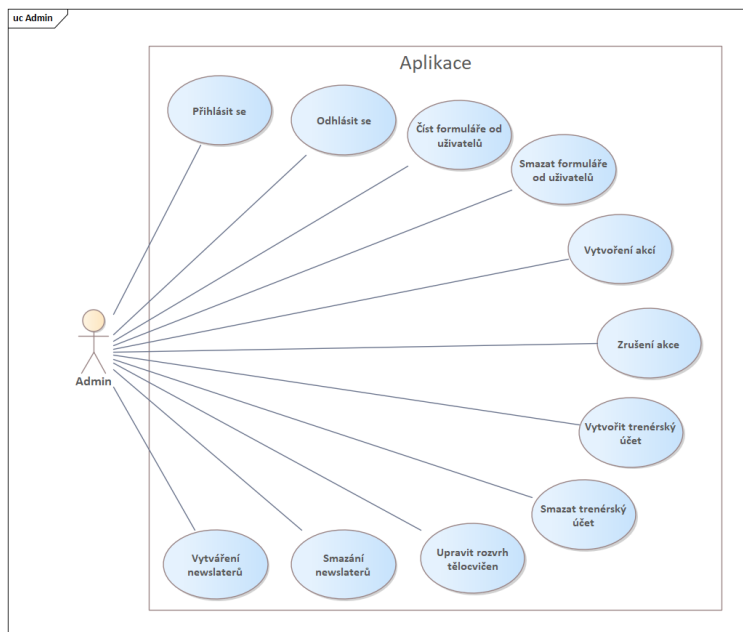 uc Admin
Aplikace
Přihlásit se
Odhlásit se
Číst formuláře od
uživatelů
Smazat formuláře
od uživatelů
Vytvoření akcí
Zrušení akce
Admin
Vytvořit trenérský
účet
Smazat trenérský
účet
Upravit rozvrh
tělocvičen
Smazání
newslaterů
Vytváření
newslaterů